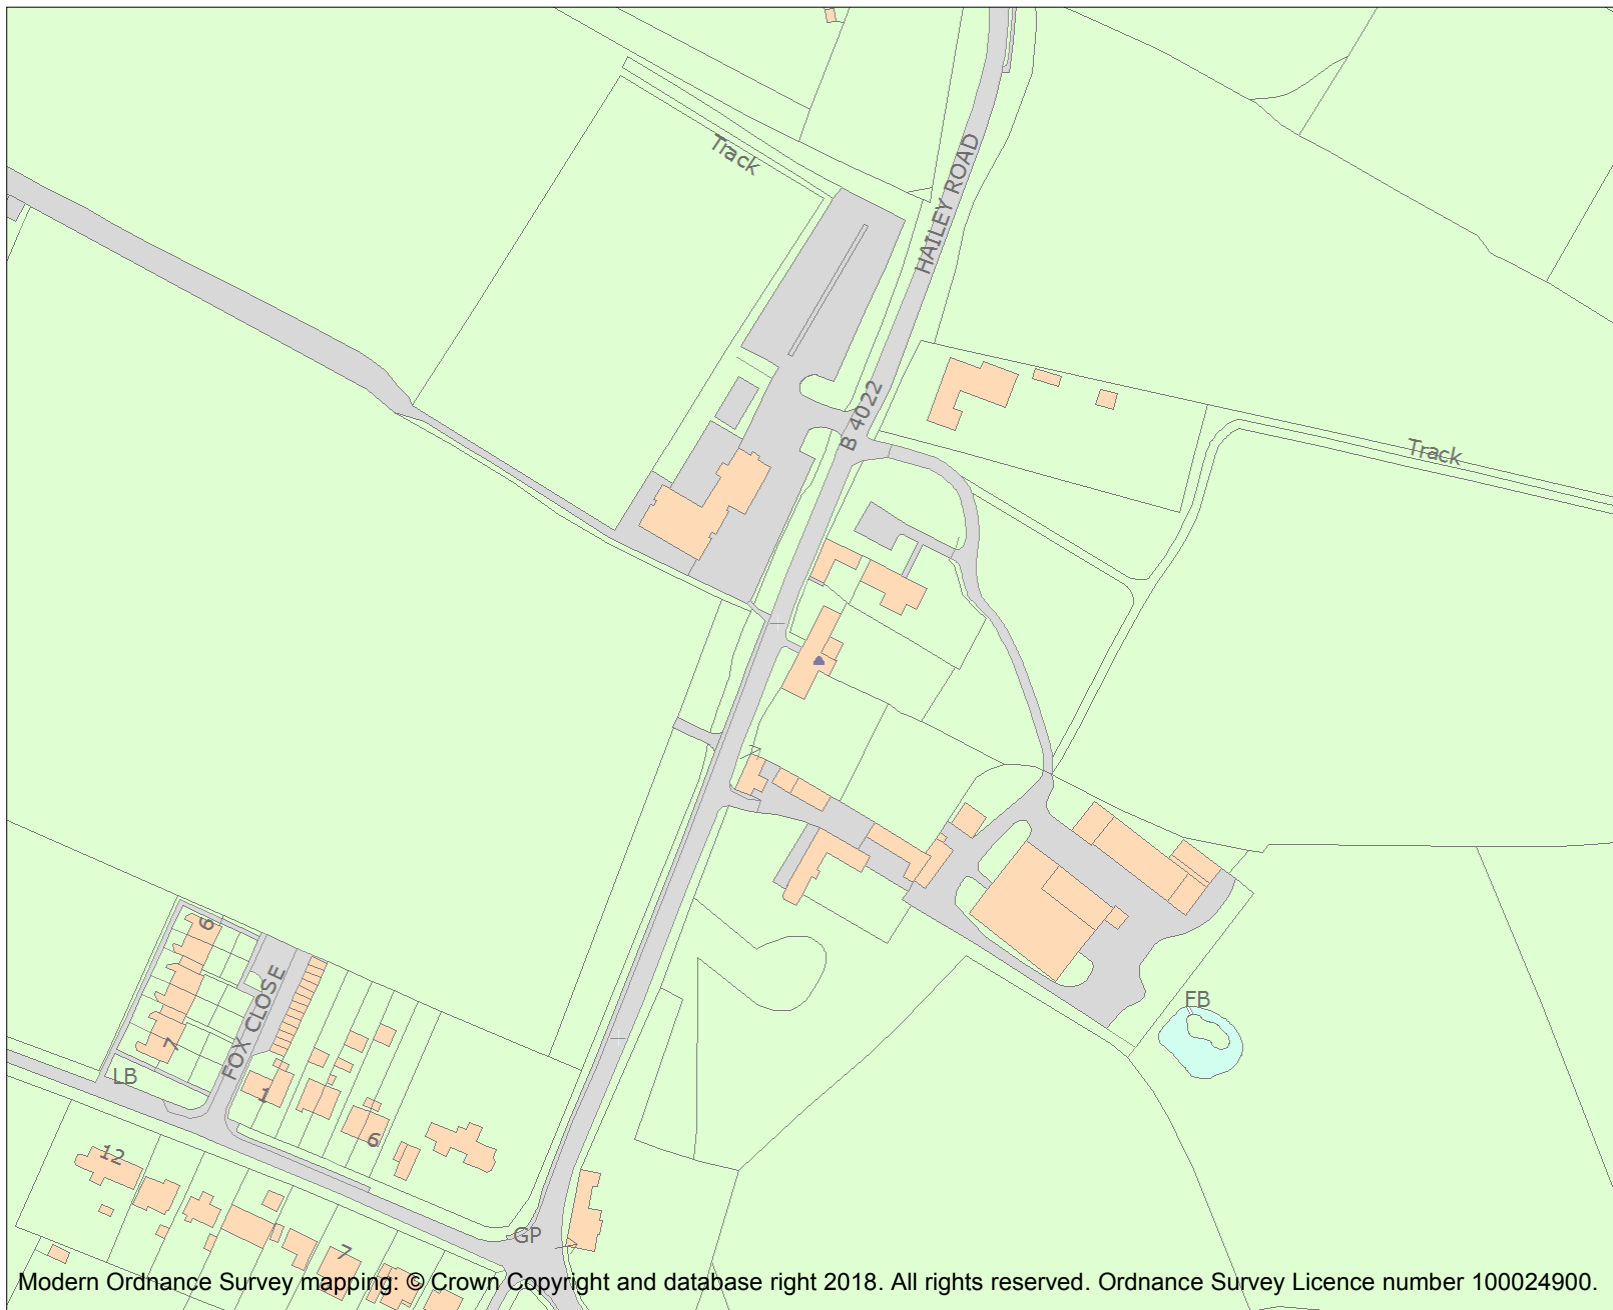 Track
HAILEY ROAD
B 4022
Track
6
7
FOX CLOSE
LB
1
6
FB
12
7
GP
Modern Ordnance Survey mapping: © Crown Copyright and database right 2018. All rights reserved. Ordnance Survey Licence number 100024900.